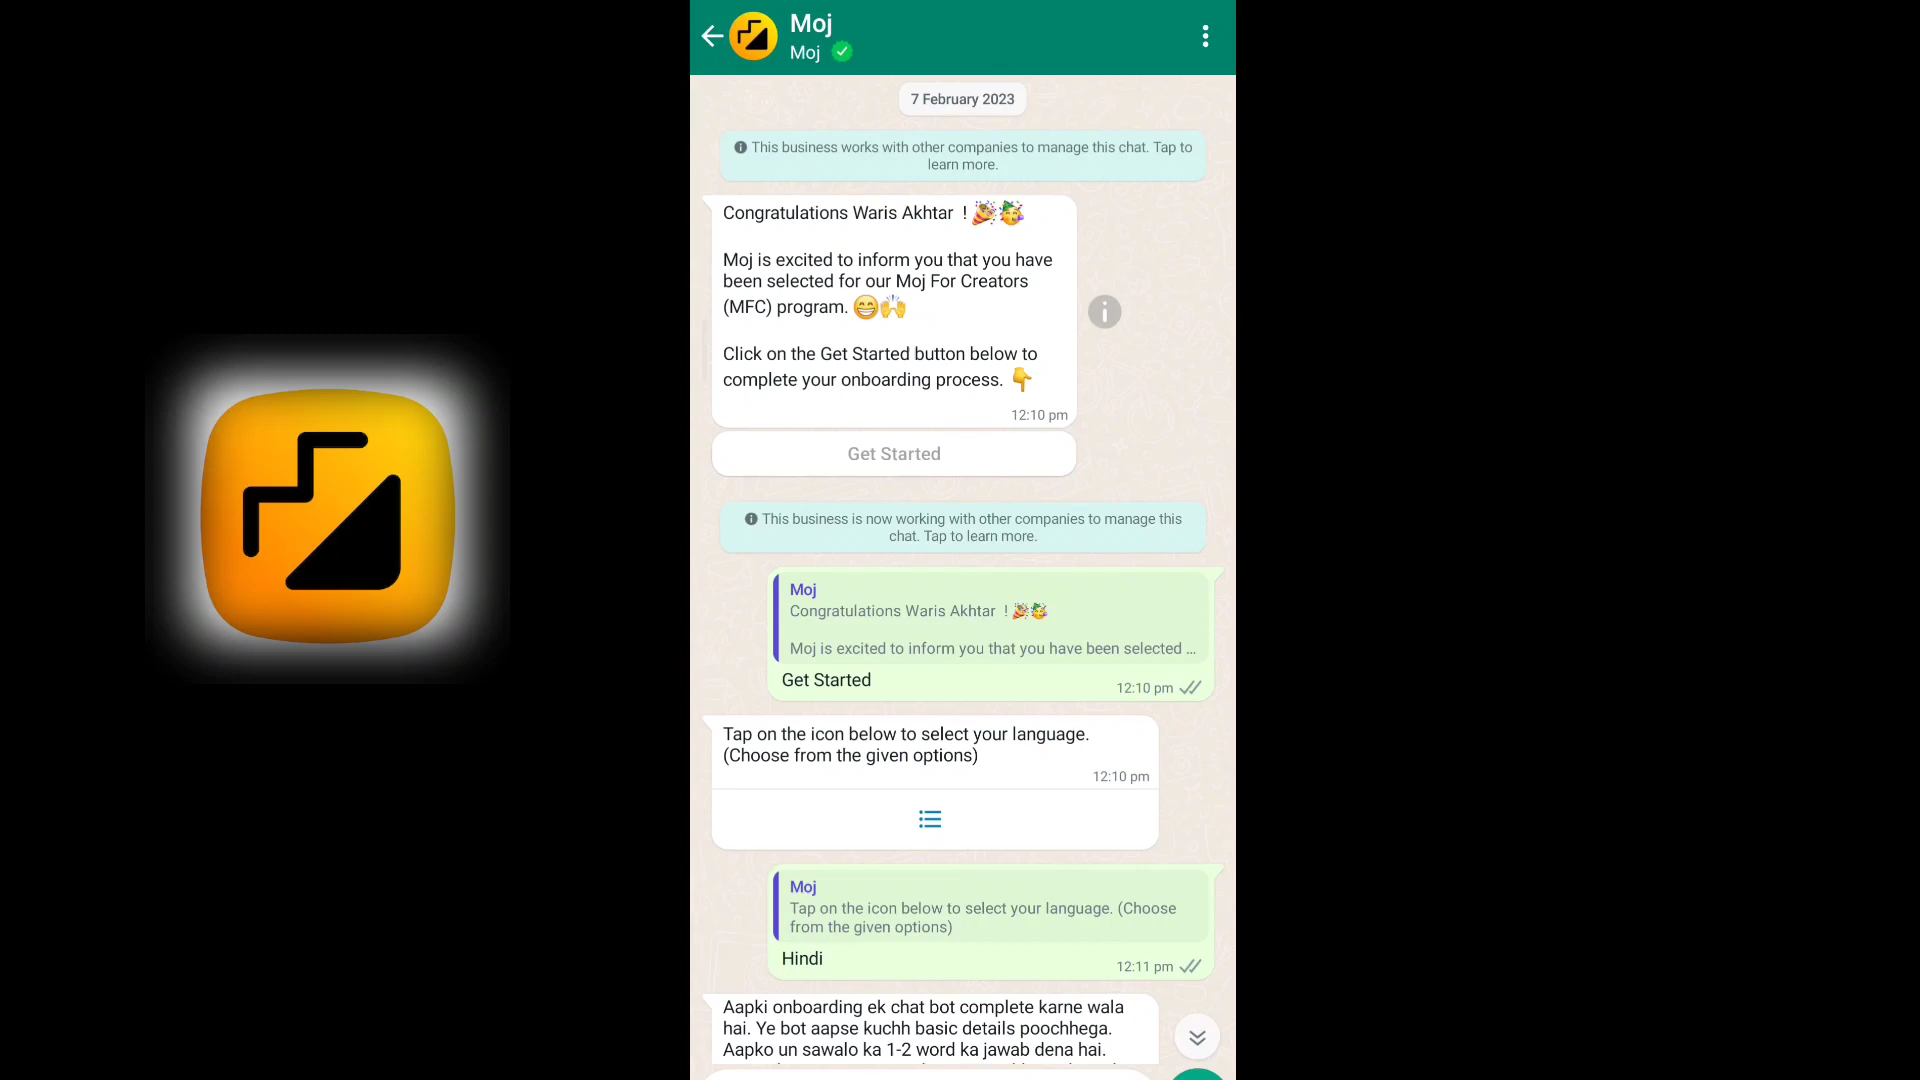 Moj
Moj
7 February 2023
This business works with other companies to manage this chat. Tap to
learn more.
Congratulations Waris Akhtar ! 🎉🥳
Moj is excited to inform you that you have
been selected for our Moj For Creators
(MFC) program. 😁🙌
Click on the Get Started button below to
complete your onboarding process. 👇
12:10 pm
Get Started
This business is now working with other companies to manage this
chat. Tap to learn more.
Moj
Congratulations Waris Akhtar ! 🎉🥳
Moj is excited to inform you that you have been selected ...
Get Started
12:10 pm
Tap on the icon below to select your language.
(Choose from the given options)
12:10 pm
Moj
Tap on the icon below to select your language. (Choose
from the given options)
Hindi
12:11 pm
Aapki onboarding ek chat bot complete karne wala
hai. Ye bot aapse kuchh basic details poochhega.
Aapko un sawalo ka 1-2 word ka jawab dena hai.